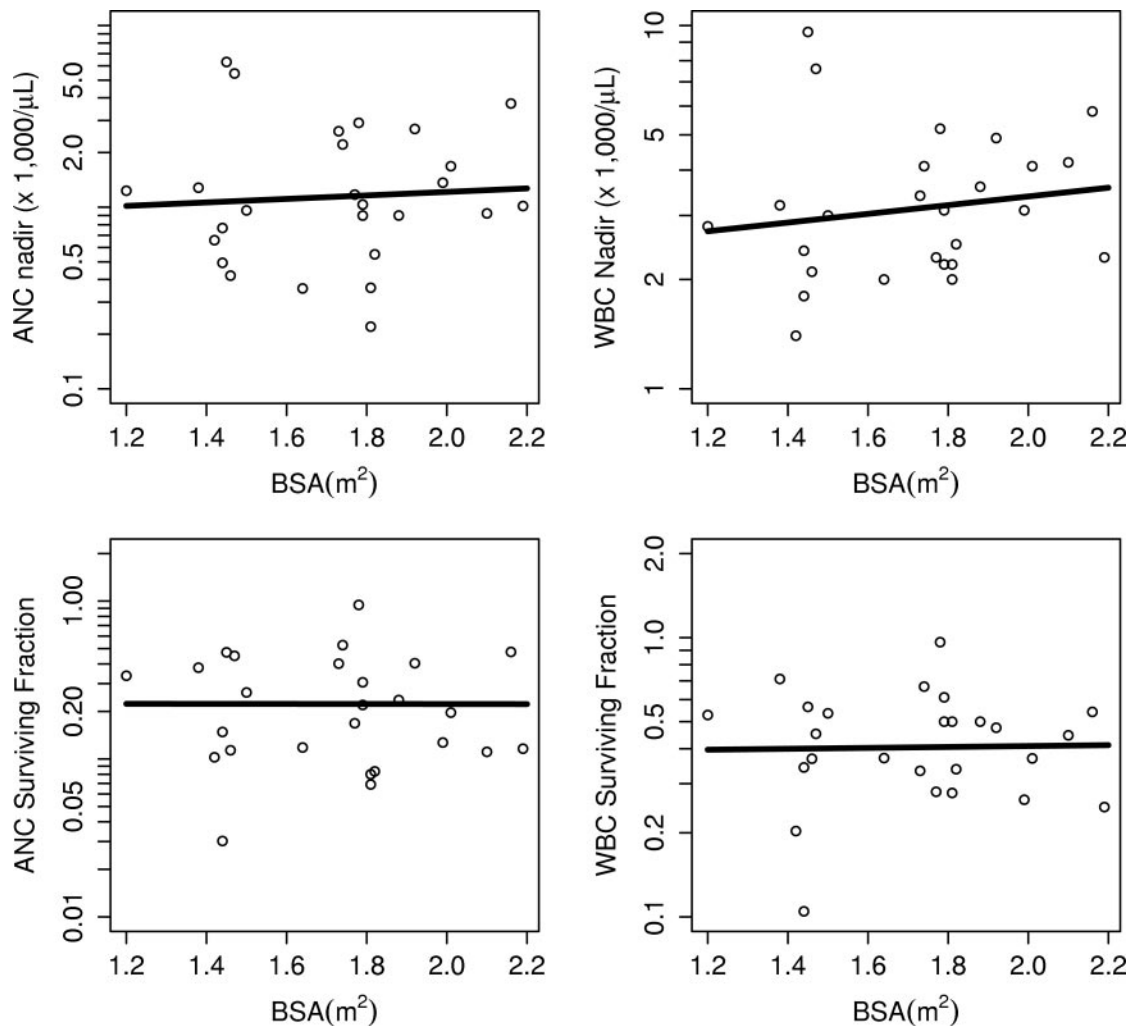 ANC nadir (x 1,000/μL)
5.0
2.0
1.0
0.5
0.1
1.2 1.4 1.6 1.8 2.0 2.2
BSA(m²)
WBC Nadir (x 1,000/μL)
10
5
2
1
1.2 1.4 1.6 1.8 2.0 2.2
BSA(m²)
ANC Surviving Fraction
1.00
0.20
0.05
0.01
1.2 1.4 1.6 1.8 2.0 2.2
BSA(m²)
WBC Surviving Fraction
2.0
1.0
0.5
0.2
0.1
1.2 1.4 1.6 1.8 2.0 2.2
BSA(m²)